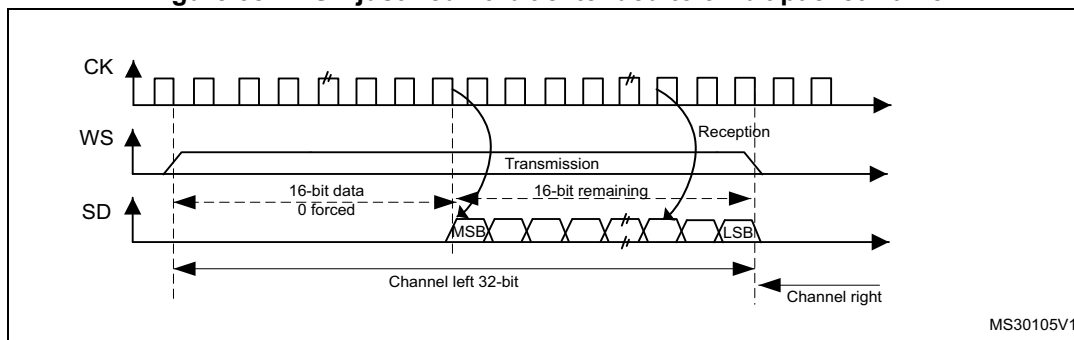 CK
WS
Reception
Transmission
16-bit data
0 forced
16-bit remaining
SD
MSB
LSB
Channel left 32-bit
Channel right
MS30105V1